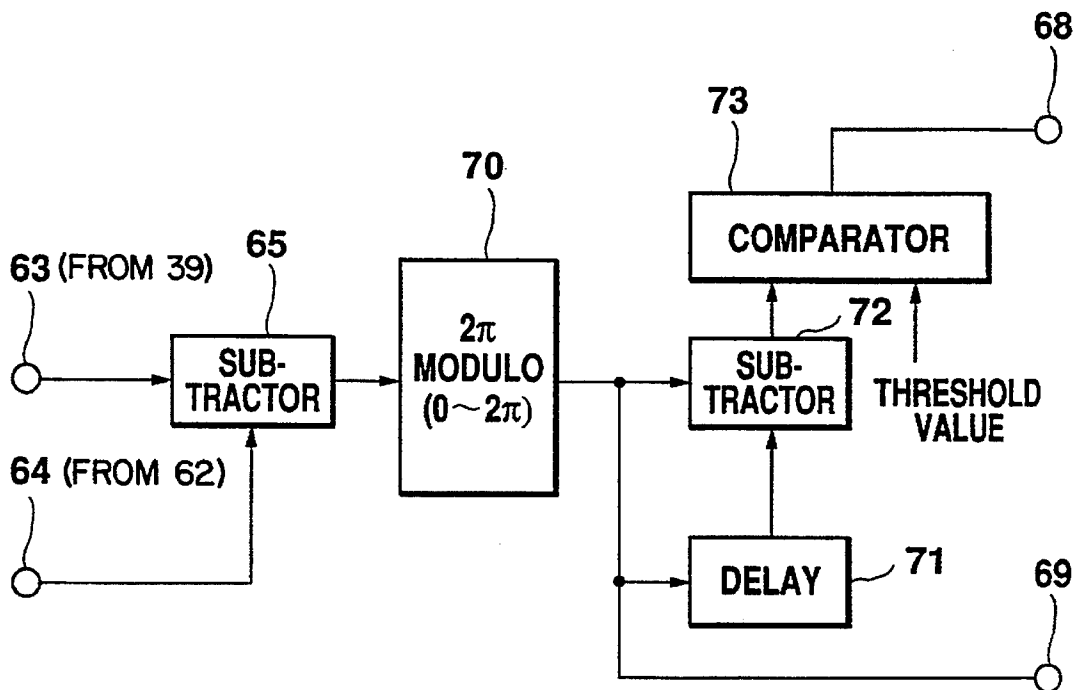 68
73
70
COMPARATOR
65
63 (FROM 39)
72
2π
MODULO
(0～2π)
SUB-
TRACTOR
SUB-
TRACTOR
THRESHOLD
VALUE
64 (FROM 62)
DELAY
71
69